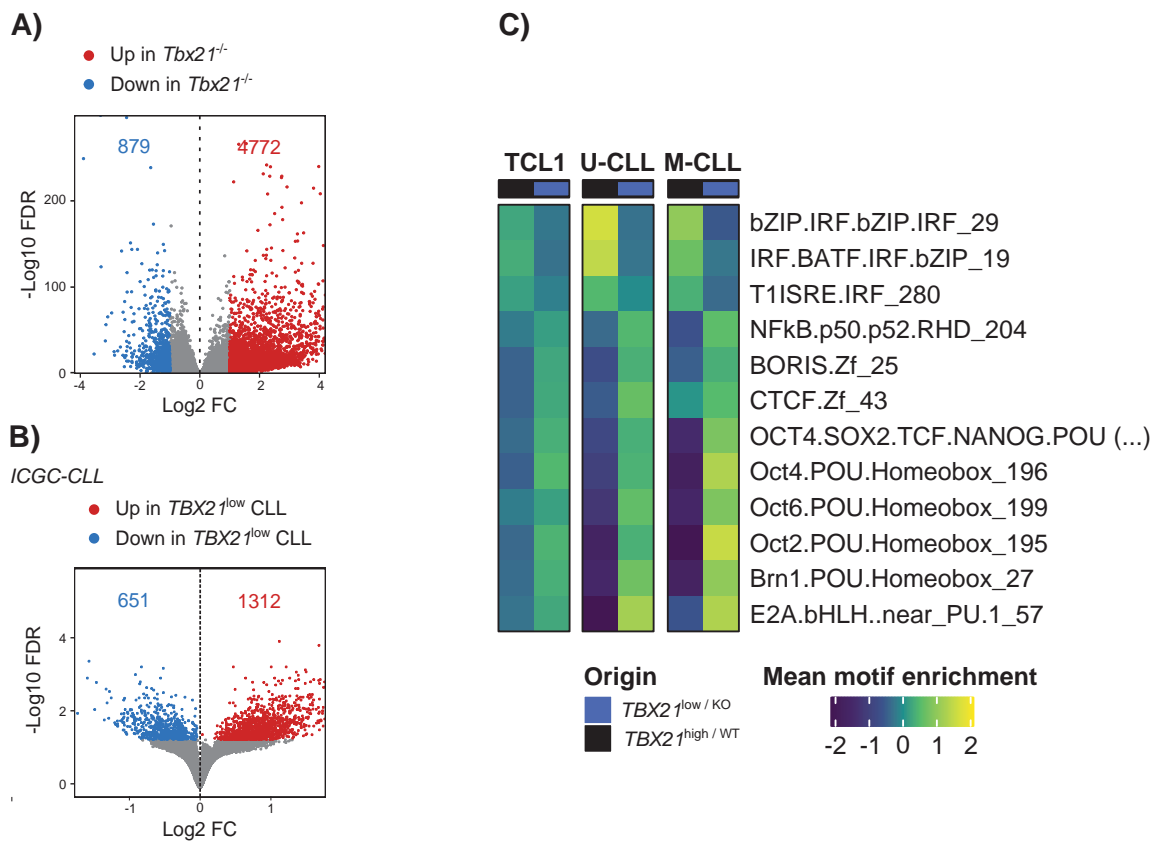 A)
Up in Tbx21-/-
Down in Tbx21-/-
879
4772
-Log10 FDR
200
100
0
-4
-2
0
2
4
Log2 FC
B)
ICGC-CLL
Up in TBX21low CLL
Down in TBX21low CLL
651
1312
-Log10 FDR
4
2
0
-1
0
1
Log2 FC
C)
TCL1 U-CLL M-CLL
bZIP.IRF.bZIP.IRF_29
IRF.BATF.IRF.bZIP_19
T1ISRE.IRF_280
NFkB.p50.p52.RHD_204
BORIS.Zf_25
CTCF.Zf_43
OCT4.SOX2.TCF.NANOG.POU (...)
Oct4.POU.Homeobox_196
Oct6.POU.Homeobox_199
Oct2.POU.Homeobox_195
Brn1.POU.Homeobox_27
E2A.bHLH..near_PU.1_57
Origin
TBX21low / KO
TBX21high / WT
Mean motif enrichment
-2 -1 0 1 2